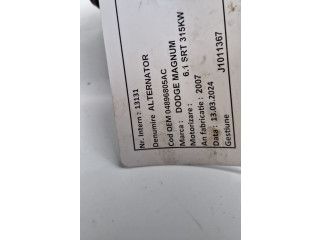 Nr. Intern : 13131
Denumire ALTERNATOR
Cod OEM 04896805AC
Marca : DODGE MAGNUM
Motorizare : 6.1 SRT 315KW
An fabricatie : 2007
Data : 13.03.2024
Gestiune J1011367